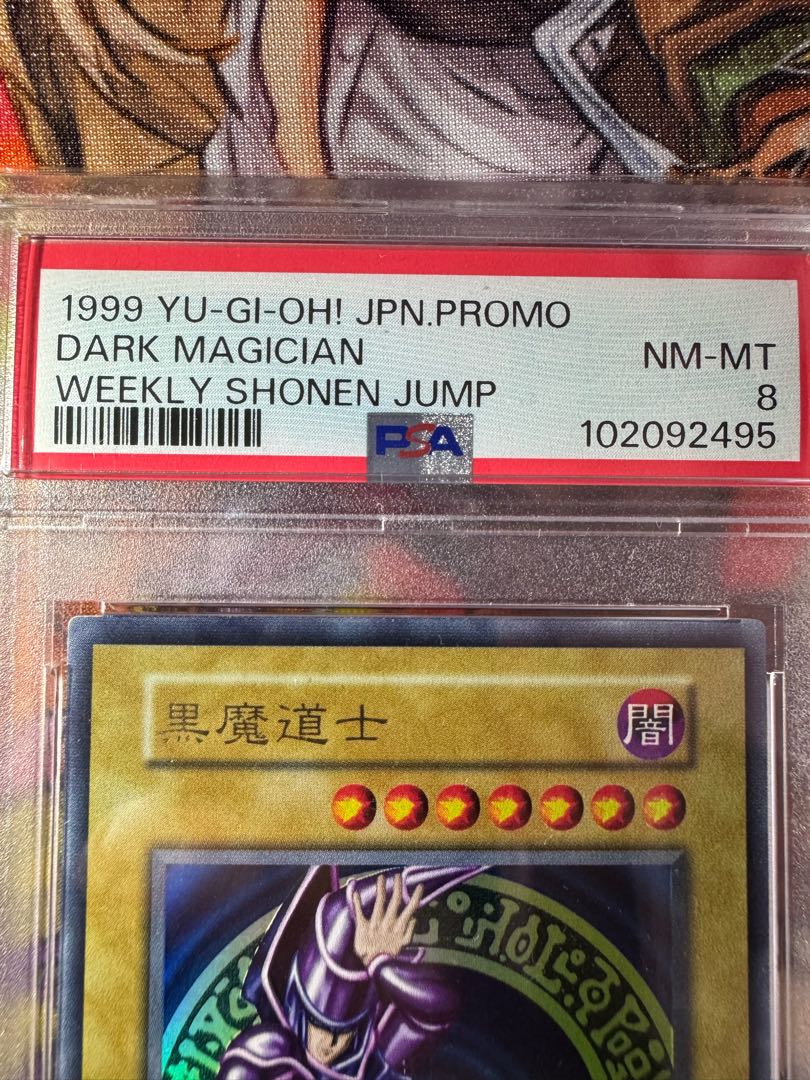 1999 YU-GI-OH! JPN.PROMO
DARK MAGICIAN NM-MT
WEEKLY SHONEN JUMP 8
PSA 102092495
黒魔道士 闇